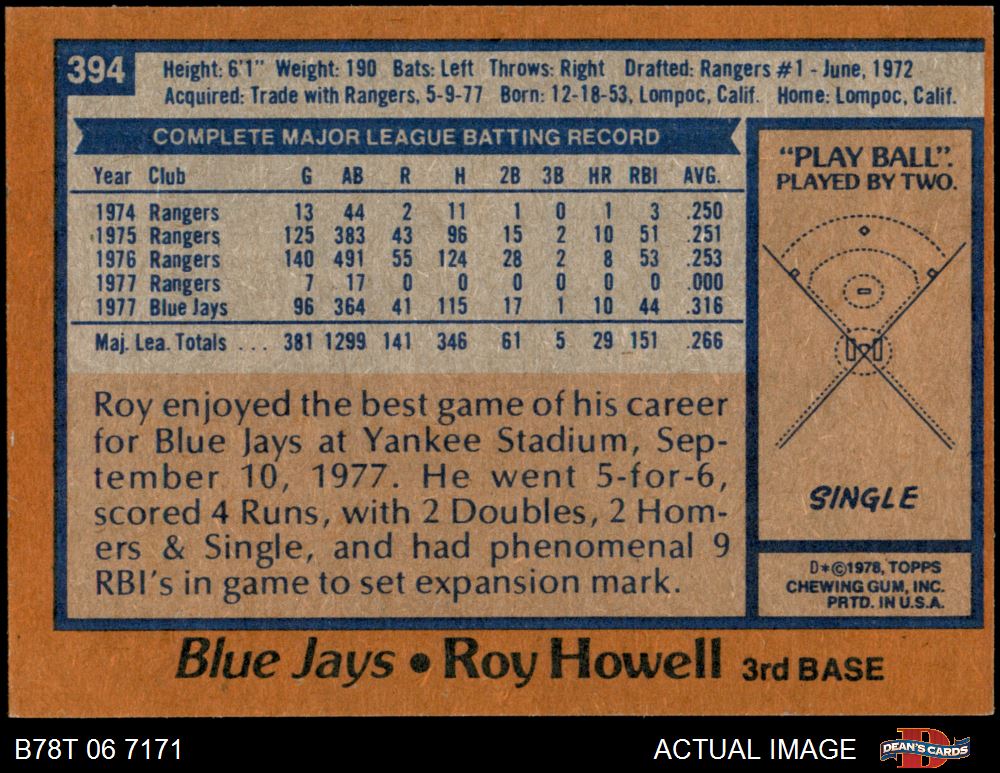 394
Height: 6'1" Weight: 190 Bats: Left Throws: Right Drafted: Rangers #1 - June, 1972
Acquired: Trade with Rangers, 5-9-77 Born: 12-18-53, Lompoc, Calif. Home: Lompoc, Calif.
COMPLETE MAJOR LEAGUE BATTING RECORD
Year Club G AB R H 2B 3B HR RBI AVG.
1974 Rangers 13 44 2 11 1 0 1 3 .250
1975 Rangers 125 383 43 96 15 2 10 51 .251
1976 Rangers 140 491 55 124 28 2 8 53 .253
1977 Rangers 7 17 0 0 0 0 0 0 .000
1977 Blue Jays 96 364 41 115 17 1 10 44 .316
Maj. Lea. Totals ... 381 1299 141 346 61 5 29 151 .266
Roy enjoyed the best game of his career
for Blue Jays at Yankee Stadium, Sep-
tember 10, 1977. He went 5-for-6,
scored 4 Runs, with 2 Doubles, 2 Hom-
ers & Single, and had phenomenal 9
RBI's in game to set expansion mark.
"PLAY BALL".
PLAYED BY TWO.
SINGLE
D*©1978, TOPPS
CHEWING GUM, INC.
PRTD. IN U.S.A.
Blue Jays • Roy Howell 3rd BASE
B78T 06 7171
ACTUAL IMAGE
DEAN'S CARDS